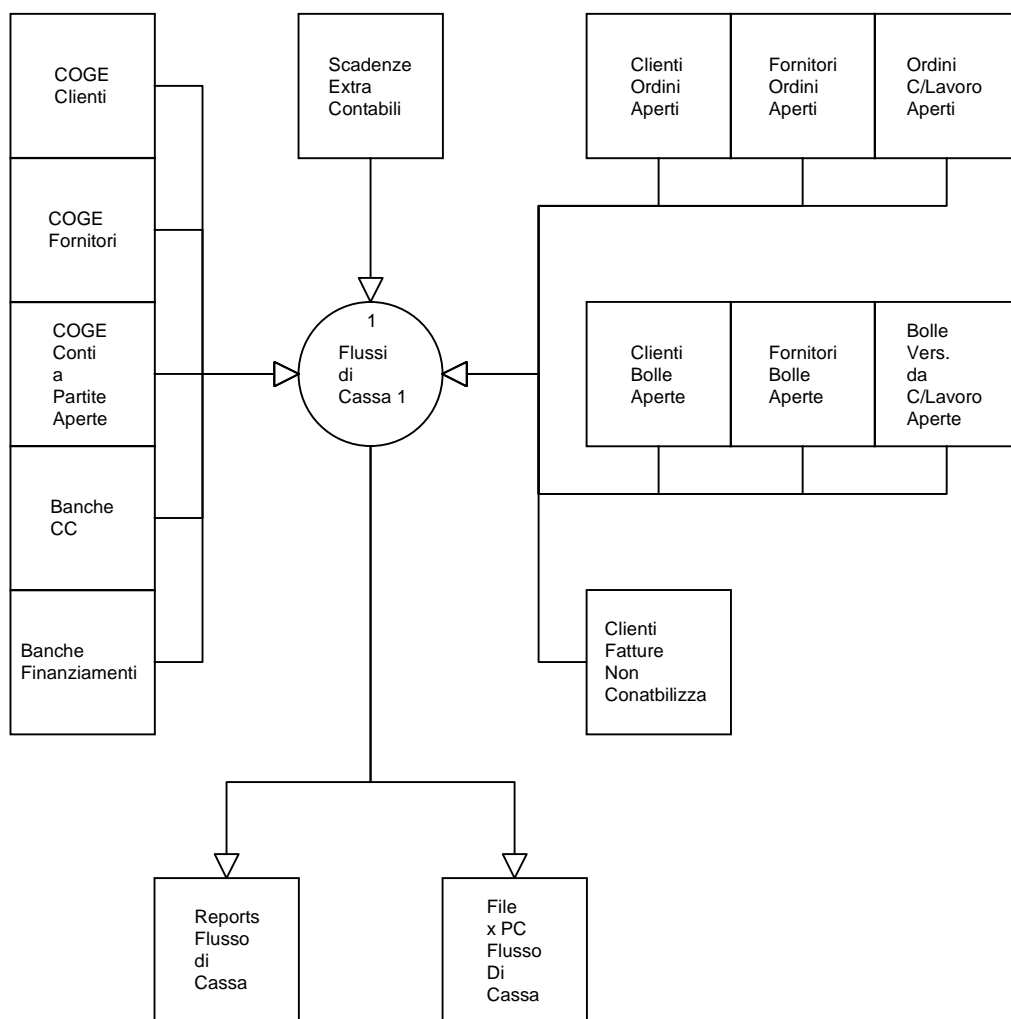 COGE
Clienti
COGE
Fornitori
COGE
Conti
a
Partite
Aperte
Banche
CC
Banche
Finanziamenti
Scadenze
Extra
Contabili
1
Flussi
di
Cassa 1
Clienti
Ordini
Aperti
Fornitori
Ordini
Aperti
Ordini
C/Lavoro
Aperti
Clienti
Bolle
Aperte
Fornitori
Bolle
Aperte
Bolle
Vers.
da
C/Lavoro
Aperte
Clienti
Fatture
Non
Conatbilizza
Reports
Flusso
di
Cassa
File
x PC
Flusso
Di
Cassa